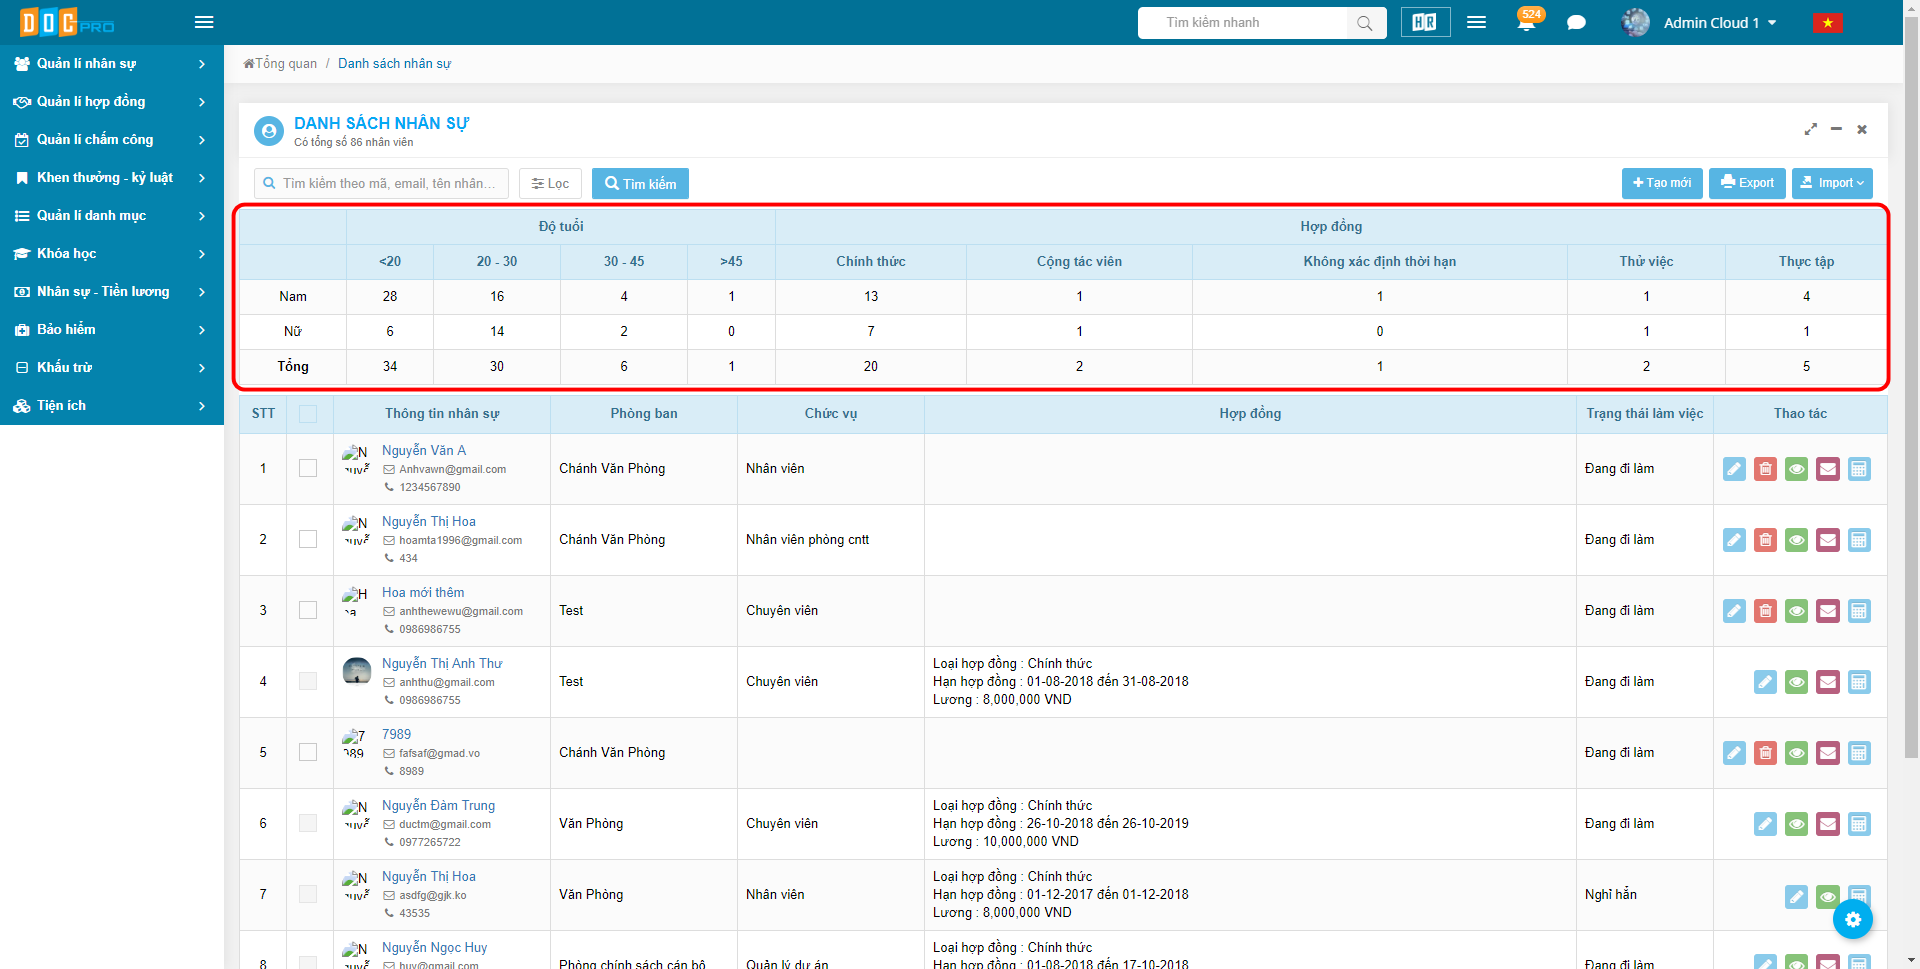 DOC PRO
Tìm kiếm nhanh
HR
524
Admin Cloud 1
Quản lí nhân sự
Quản lí hợp đồng
Quản lí chấm công
Khen thưởng - kỷ luật
Quản lí danh mục
Khóa học
Nhân sự - Tiền lương
Bảo hiểm
Khấu trừ
Tiện ích
Tổng quan / Danh sách nhân sự
DANH SÁCH NHÂN SỰ
Có tổng số 86 nhân viên
Tìm kiếm theo mã, email, tên nhân...
Lọc
Tìm kiếm
Tạo mới
Export
Import
Độ tuổi Hợp đồng
<20 20 - 30 30 - 45 >45 Chính thức Cộng tác viên Không xác định thời hạn Thử việc Thực tập
Nam 28 16 4 1 13 1 1 1 4
Nữ 6 14 2 0 7 1 0 1 1
Tổng 34 30 6 1 20 2 1 2 5
STT Thông tin nhân sự Phòng ban Chức vụ Hợp đồng Trạng thái làm việc Thao tác
Nguyễn Văn A
1 Anhvawn@gmail.com Chánh Văn Phòng Nhân viên Đang đi làm
1234567890
Nguyễn Thị Hoa
2 hoamta1996@gmail.com Chánh Văn Phòng Nhân viên phòng cntt Đang đi làm
434
Hoa mới thêm
3 anhthewewu@gmail.com Test Chuyên viên Đang đi làm
0986986755
Nguyễn Thị Anh Thư Loại hợp đồng : Chính thức
4 anhthu@gmail.com Test Chuyên viên Hạn hợp đồng : 01-08-2018 đến 31-08-2018 Đang đi làm
0986986755 Lương : 8,000,000 VND
7989
5 fafsaf@gmad.vo Chánh Văn Phòng Đang đi làm
8989
Nguyễn Đàm Trung Loại hợp đồng : Chính thức
6 ductm@gmail.com Văn Phòng Chuyên viên Hạn hợp đồng : 26-10-2018 đến 26-10-2019 Đang đi làm
0977265722 Lương : 10,000,000 VND
Nguyễn Thị Hoa Loại hợp đồng : Chính thức
7 asdfg@gjk.ko Văn Phòng Nhân viên Hạn hợp đồng : 01-12-2017 đến 01-12-2018 Nghỉ hẳn
43535 Lương : 8,000,000 VND
Nguyễn Ngọc Huy Loại hợp đồng : Chính thức
8 huy@gmail.com Phòng chính sách cán bộ Quản lý dự án Hạn hợp đồng : 01-08-2018 đến 17-10-2018 Đang đi làm